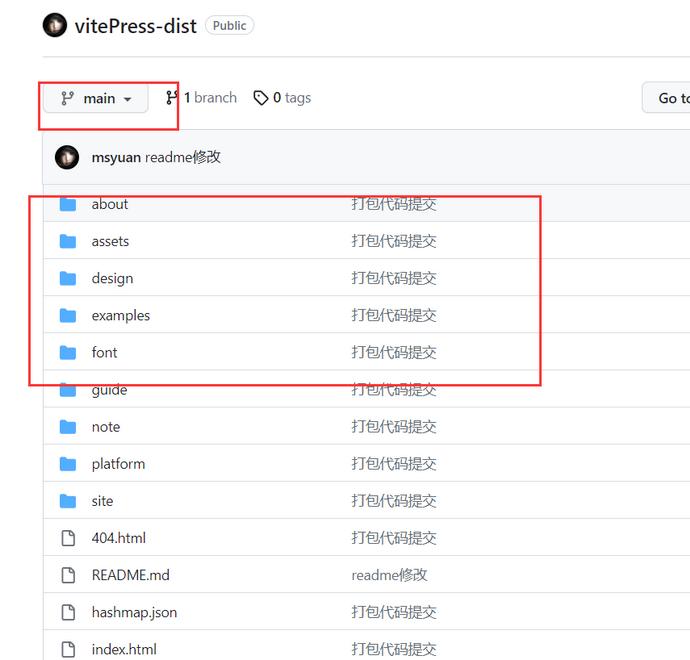 vitePress-dist Public
main 1 branch 0 tags Go to
msyuan readme修改
about 打包代码提交
assets 打包代码提交
design 打包代码提交
examples 打包代码提交
font 打包代码提交
guide 打包代码提交
note 打包代码提交
platform 打包代码提交
site 打包代码提交
404.html 打包代码提交
README.md readme修改
hashmap.json 打包代码提交
index.html 打包代码提交